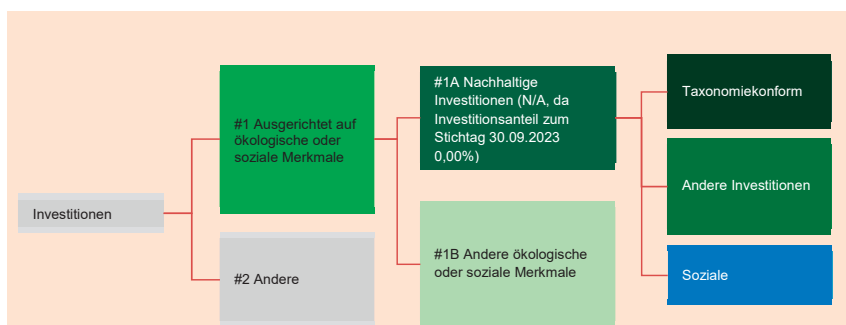 Investitionen
#1 Ausgerichtet auf
ökologische oder
soziale Merkmale
#2 Andere
#1A Nachhaltige
Investitionen (N/A, da
Investitionsanteil zum
Stichtag 30.09.2023
0,00%)
#1B Andere ökologische
oder soziale Merkmale
Taxonomiekonform
Andere Investitionen
Soziale